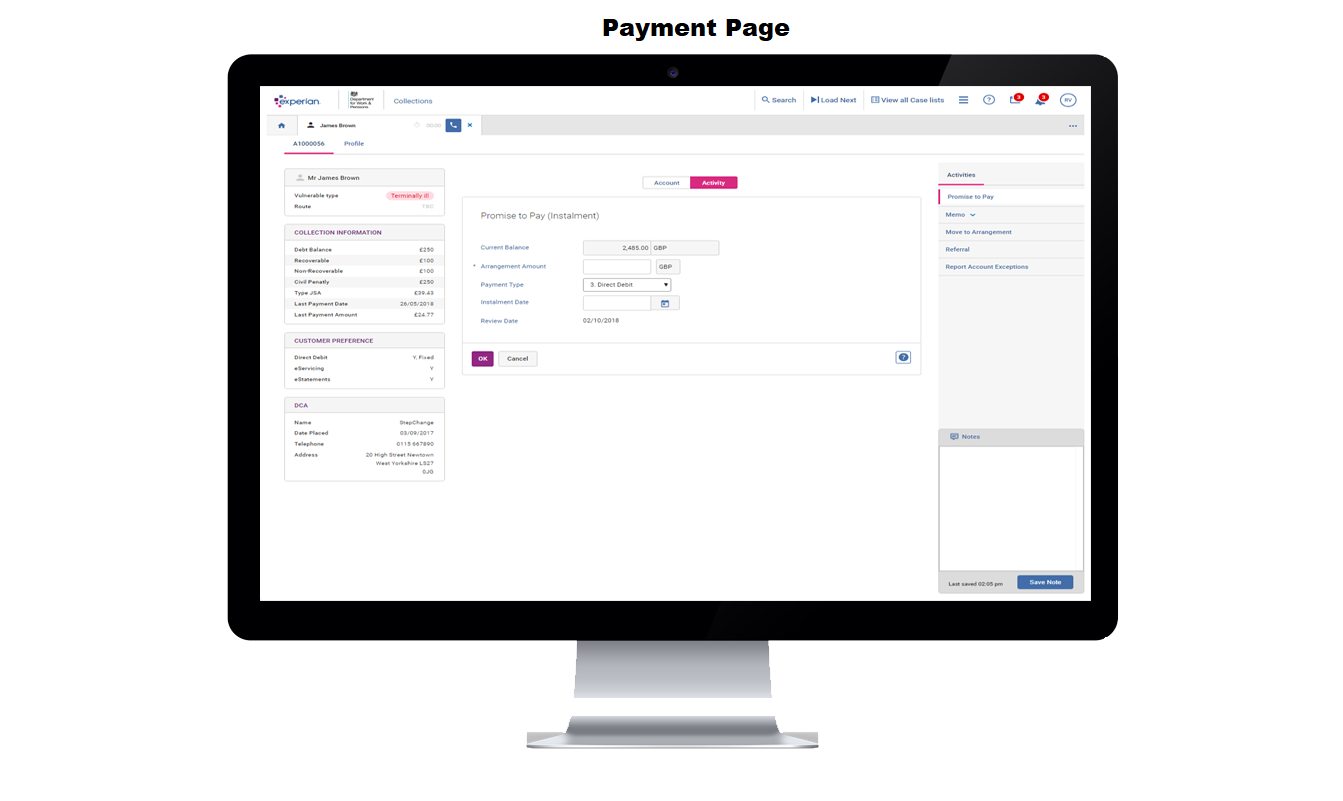 Payment Page
experian.
Department for Work & Pensions
Collections
Search
Load Next
View all Case lists
?
3
3
RV
James Brown
00:00
×
...
A1000056
Profile
Mr James Brown
Vulnerable type Terminally ill
Route TBC
COLLECTION INFORMATION
Debt Balance £250
Recoverable £100
Non-Recoverable £100
Civil Penatly £250
Type JSA £39.43
Last Payment Date 26/05/2018
Last Payment Amount £24.77
CUSTOMER PREFERENCE
Direct Debit Y, Fixed
eServicing Y
eStatements Y
DCA
Name StepChange
Date Placed 03/09/2017
Telephone 0115 667890
Address 20 High Street Newtown
West Yorkshire LS27
0JG
Account
Activity
Promise to Pay (Instalment)
Current Balance 2,485.00 GBP
* Arrangement Amount GBP
Payment Type 3. Direct Debit
Instalment Date
Review Date 02/10/2018
OK
Cancel
?
Activities
Promise to Pay
Memo
Move to Arrangement
Referral
Report Account Exceptions
Notes
Last saved 02:05 pm
Save Note